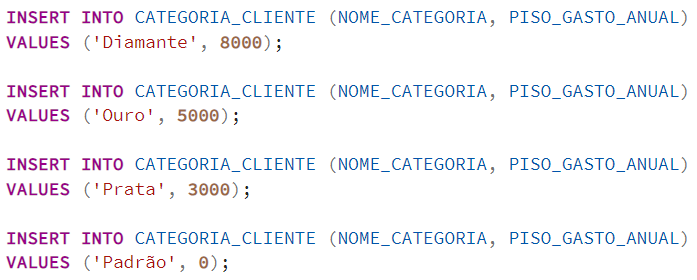 INSERT INTO CATEGORIA_CLIENTE (NOME_CATEGORIA, PISO_GASTO_ANUAL)
VALUES ('Diamante', 8000);
INSERT INTO CATEGORIA_CLIENTE (NOME_CATEGORIA, PISO_GASTO_ANUAL)
VALUES ('Ouro', 5000);
INSERT INTO CATEGORIA_CLIENTE (NOME_CATEGORIA, PISO_GASTO_ANUAL)
VALUES ('Prata', 3000);
INSERT INTO CATEGORIA_CLIENTE (NOME_CATEGORIA, PISO_GASTO_ANUAL)
VALUES ('Padrão', 0);